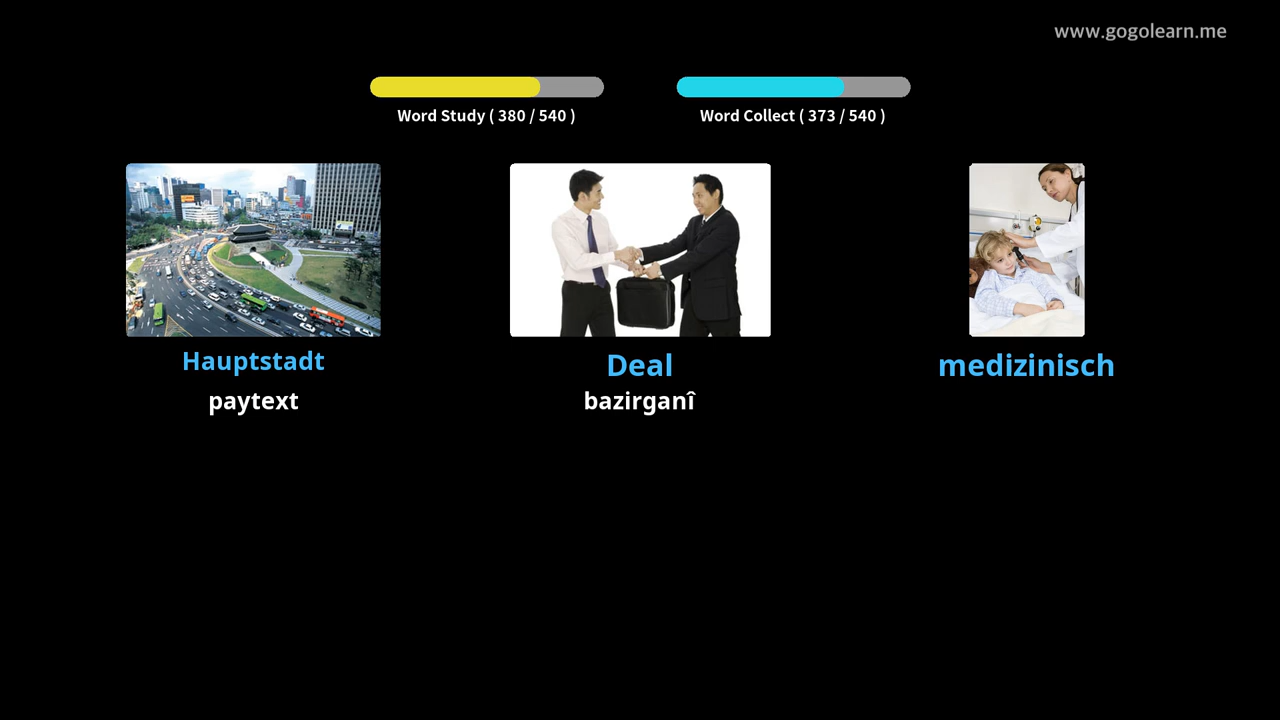 www.gogolearn.me
Word Study ( 380 / 540 )
Word Collect ( 373 / 540 )
Hauptstadt
paytext
Deal
bazirganî
medizinisch